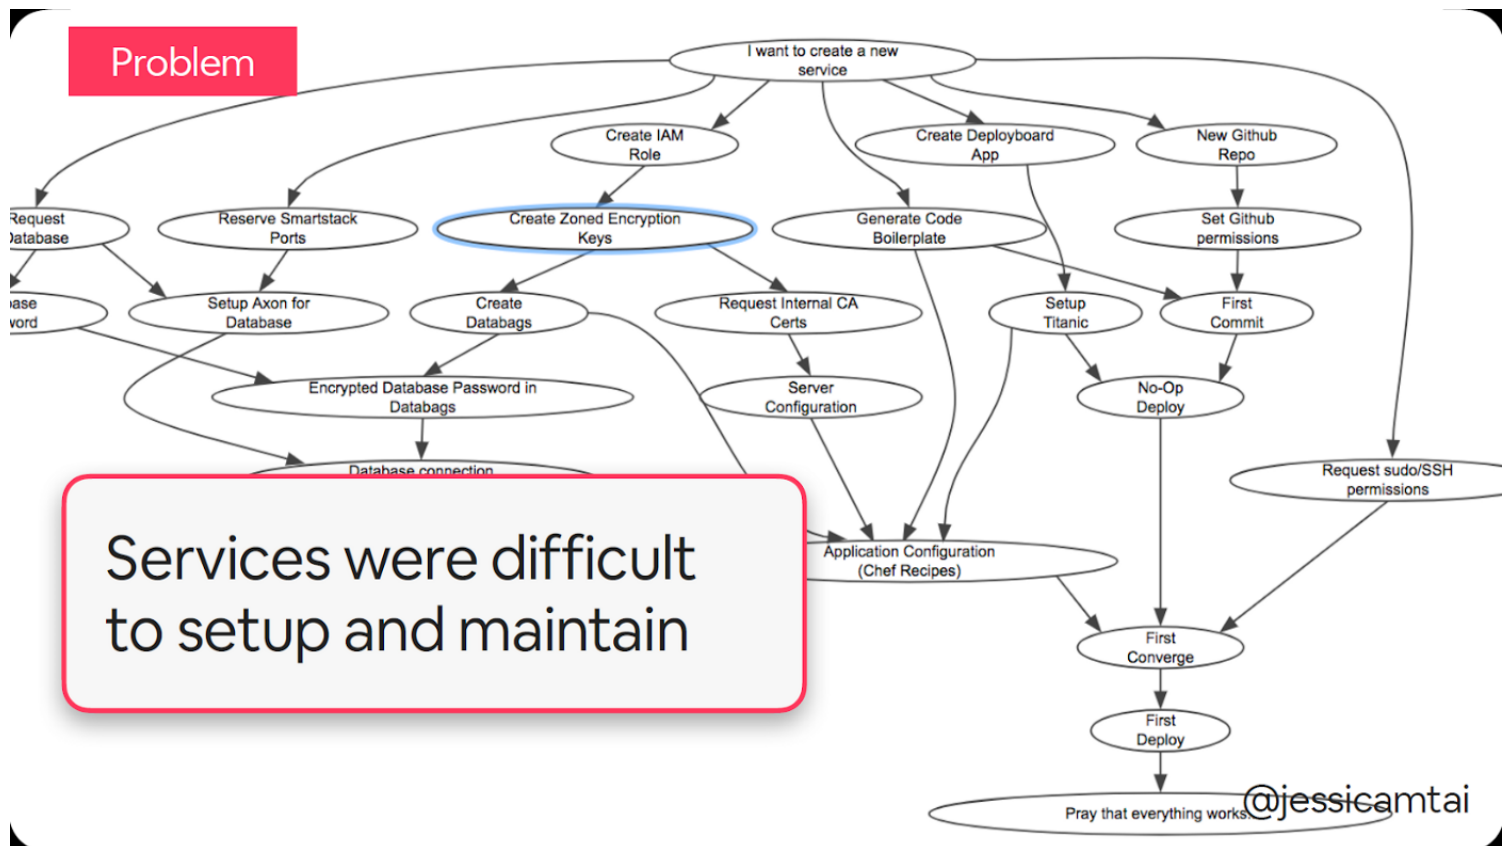 Problem
I want to create a new
service
Create IAM
Role
Create Deployboard
App
New Github
Repo
Request
Database
Reserve Smartstack
Ports
Create Zoned Encryption
Keys
Generate Code
Boilerplate
Set Github
permissions
Setup Axon for
Database
Create
Databags
Request Internal CA
Certs
Setup
Titanic
First
Commit
Encrypted Database Password in
Databags
Server
Configuration
No-Op
Deploy
Database connection
Request sudo/SSH
permissions
Services were difficult
to setup and maintain
Application Configuration
(Chef Recipes)
First
Converge
First
Deploy
Pray that everything works.
@jessicamtai